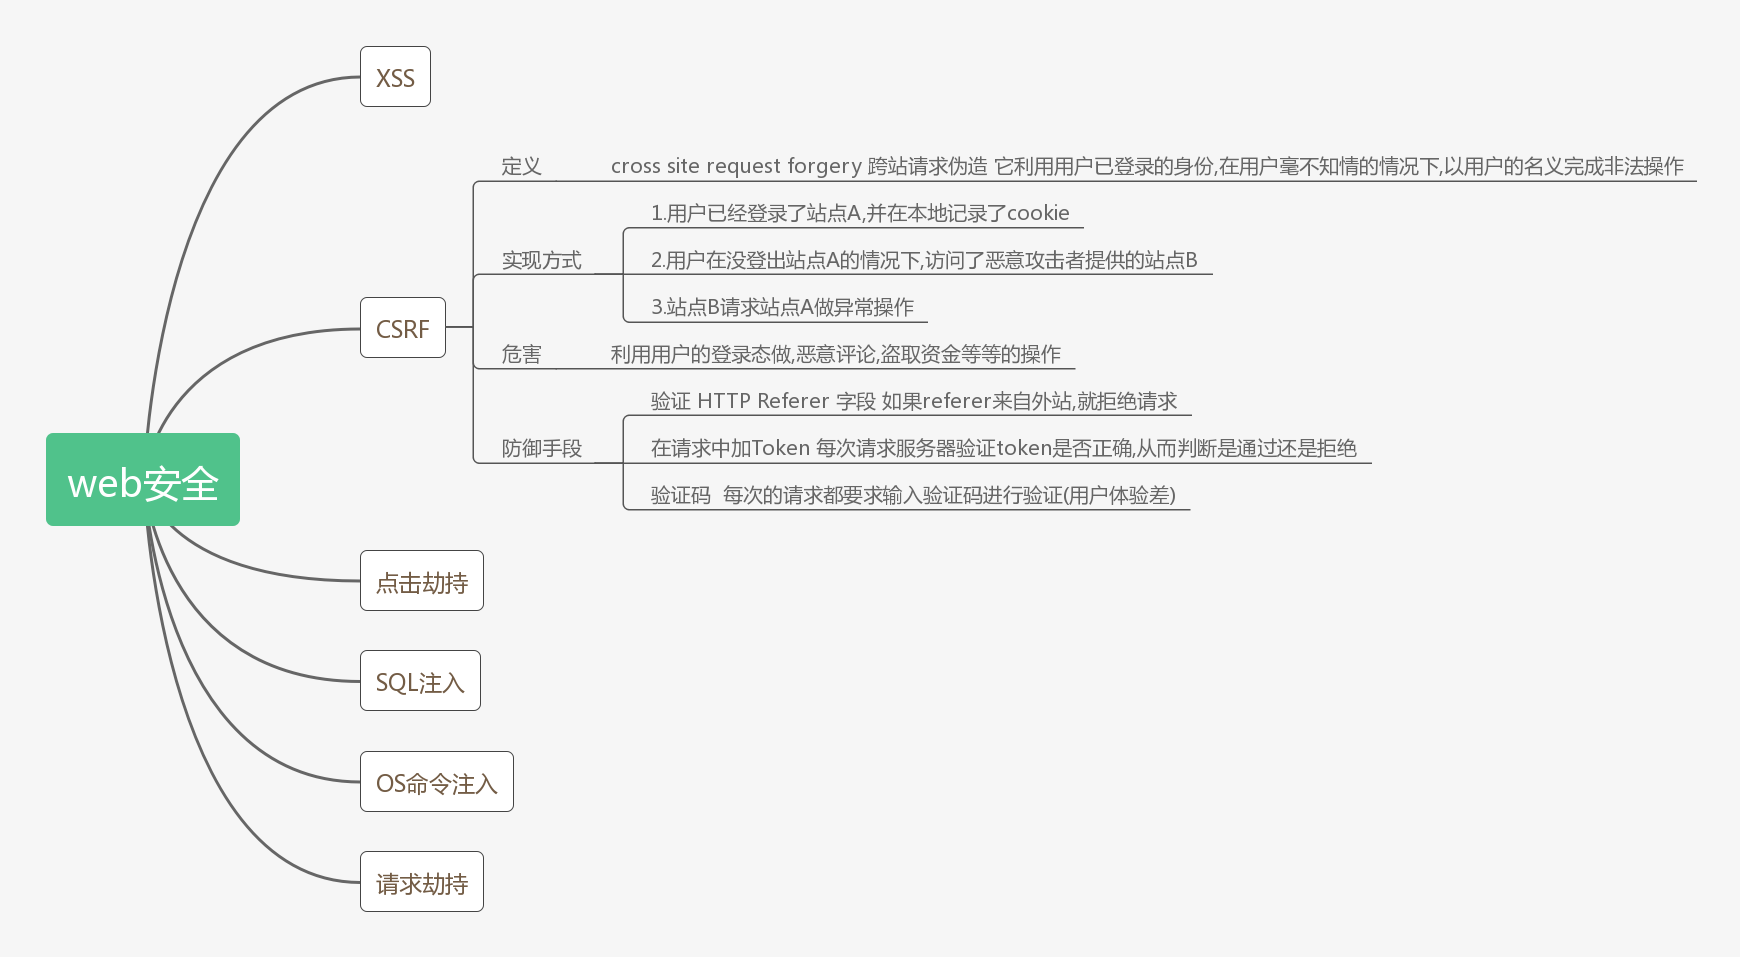 XSS
定义
cross site request forgery 跨站请求伪造 它利用用户已登录的身份,在用户毫不知情的情况下,以用户的名义完成非法操作
1.用户已经登录了站点A,并在本地记录了cookie
实现方式
2.用户在没登出站点A的情况下,访问了恶意攻击者提供的站点B
3.站点B请求站点A做异常操作
CSRF
危害
利用用户的登录态做,恶意评论,盗取资金等等的操作
验证 HTTP Referer 字段 如果referer来自外站,就拒绝请求
防御手段
在请求中加Token 每次请求服务器验证token是否正确,从而判断是通过还是拒绝
验证码  每次的请求都要求输入验证码进行验证(用户体验差)
web安全
点击劫持
SQL注入
OS命令注入
请求劫持